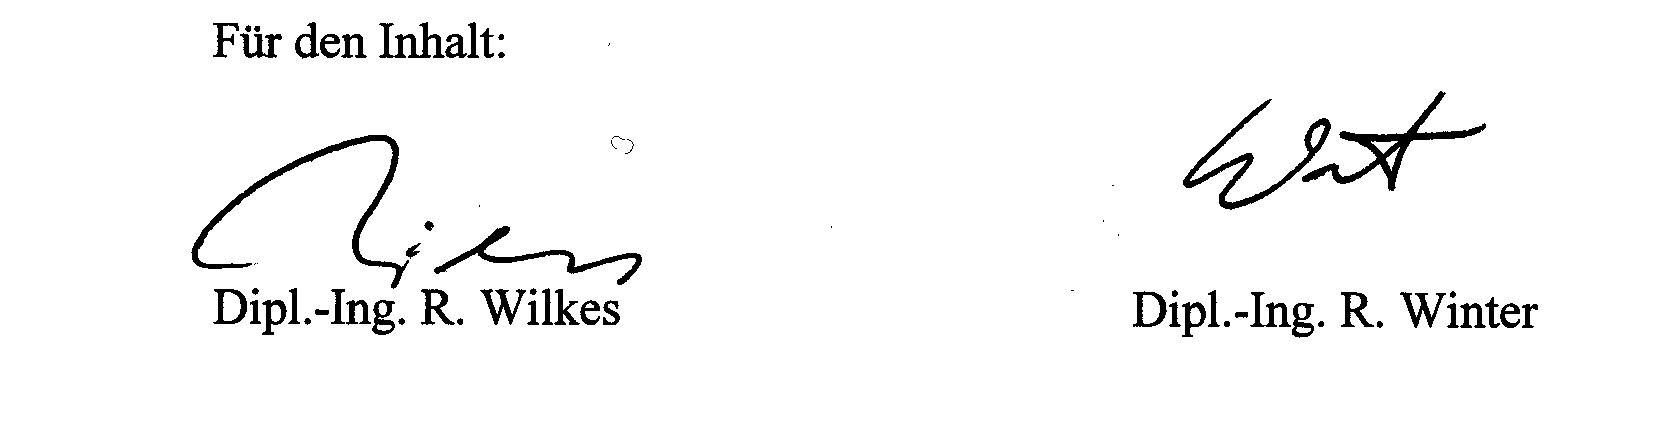 Für den Inhalt:
Dipl.-Ing. R. Wilkes
Dipl.-Ing. R. Winter